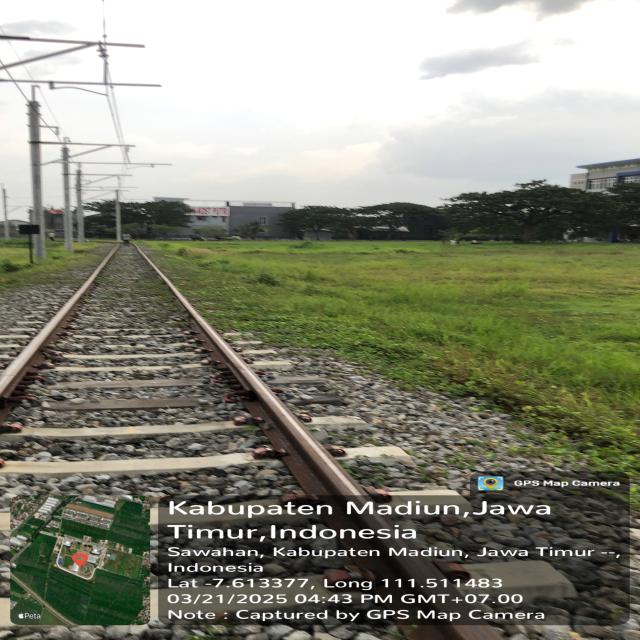 GPS Map Camera
Kabupaten Madiun,Jawa
Timur,Indonesia
Sawahan, Kabupaten Madiun, Jawa Timur --,
Indonesia
Lat -7.613377, Long 111.511483
03/21/2025 04:43 PM GMT+07.00
Note : Captured by GPS Map Camera
Peta